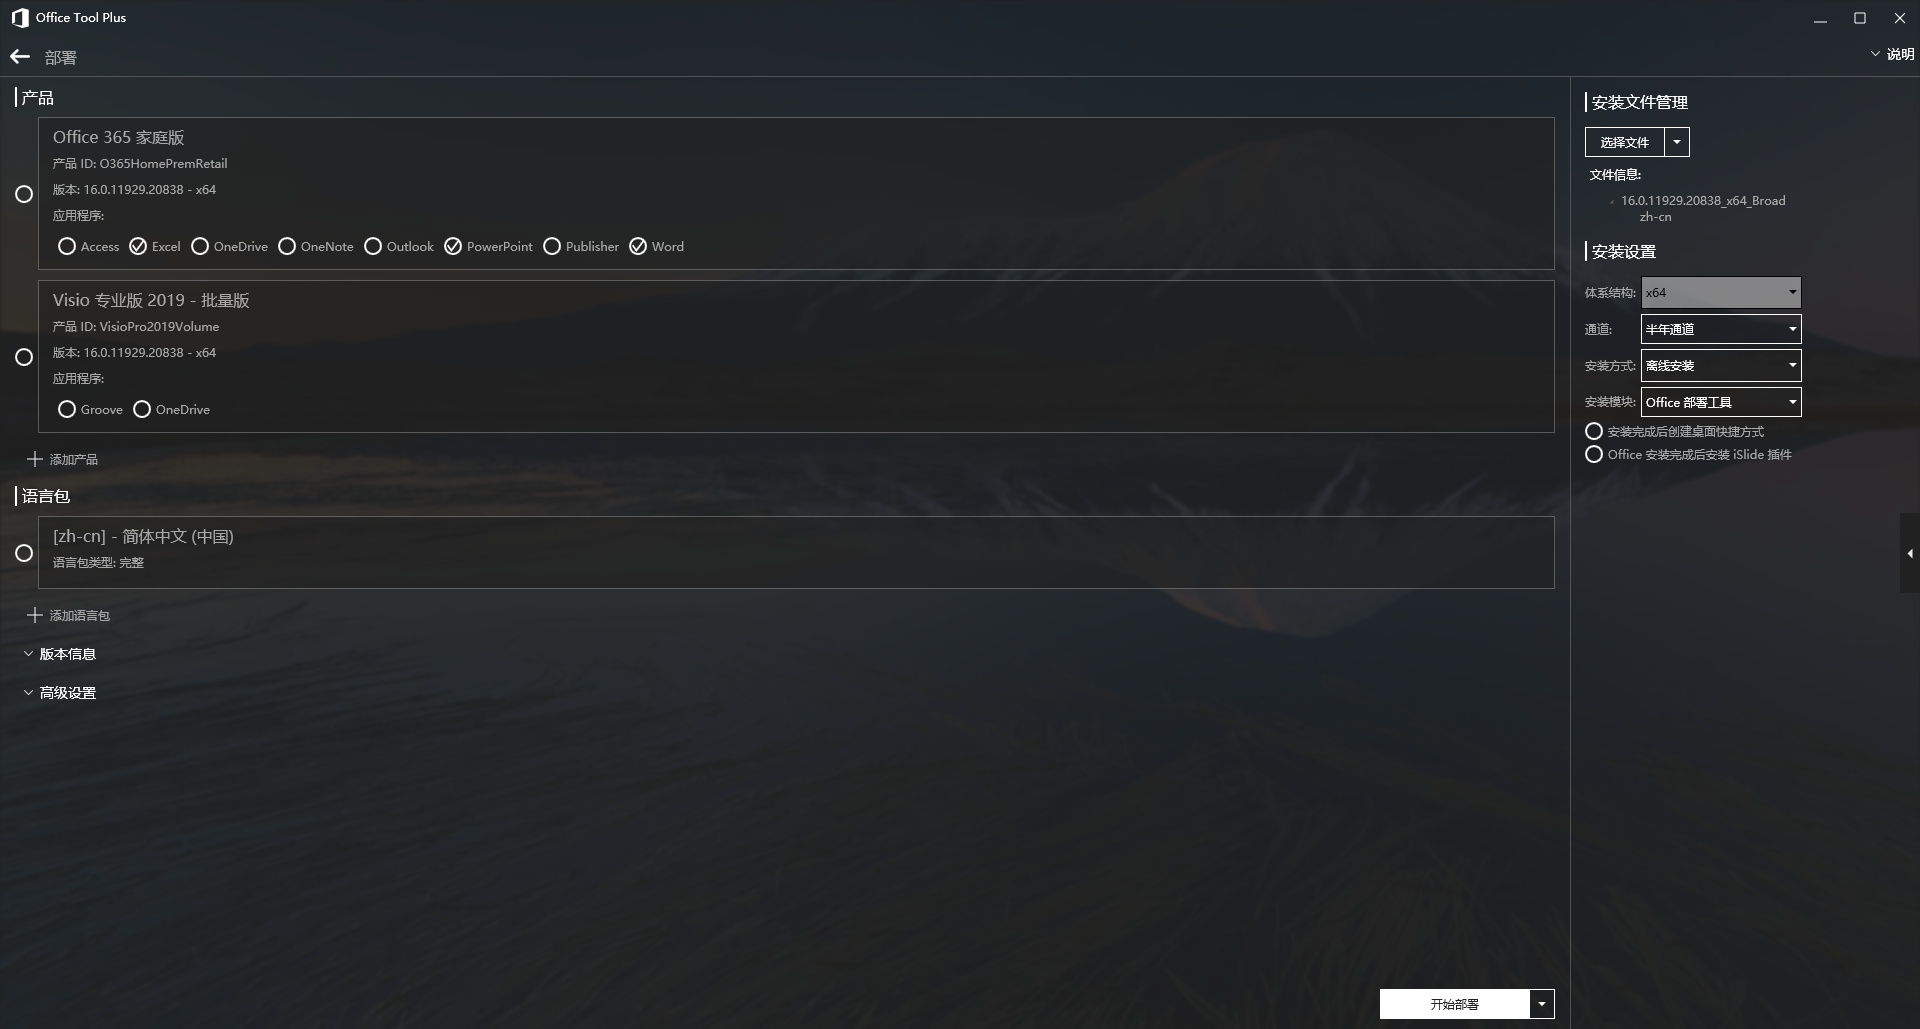 Office Tool Plus
部署
说明
产品
Office 365 家庭版
产品 ID: O365HomePremRetail
版本: 16.0.11929.20838 - x64
应用程序:
Access Excel OneDrive OneNote Outlook PowerPoint Publisher Word
Visio 专业版 2019 - 批量版
产品 ID: VisioPro2019Volume
版本: 16.0.11929.20838 - x64
应用程序:
Groove OneDrive
添加产品
语言包
[zh-cn] - 简体中文 (中国)
语言包类型: 完整
添加语言包
版本信息
高级设置
开始部署
安装文件管理
选择文件
文件信息:
16.0.11929.20838_x64_Broad
zh-cn
安装设置
体系结构: x64
通道: 半年通道
安装方式: 离线安装
安装模块: Office 部署工具
安装完成后创建桌面快捷方式
Office 安装完成后安装 iSlide 插件